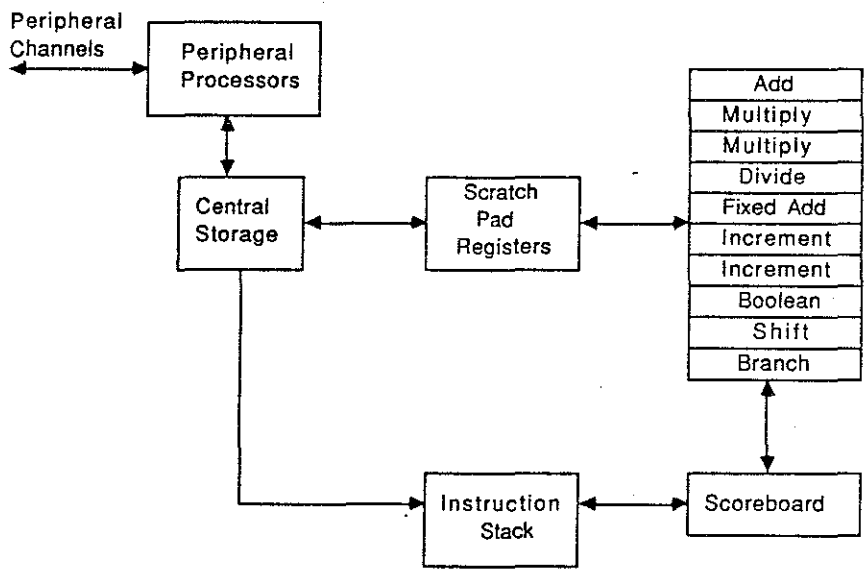 Peripheral
Channels
Peripheral
Processors
Central
Storage
Scratch
Pad
Registers
Add
Multiply
Multiply
Divide
Fixed Add
Increment
Increment
Boolean
Shift
Branch
Instruction
Stack
Scoreboard